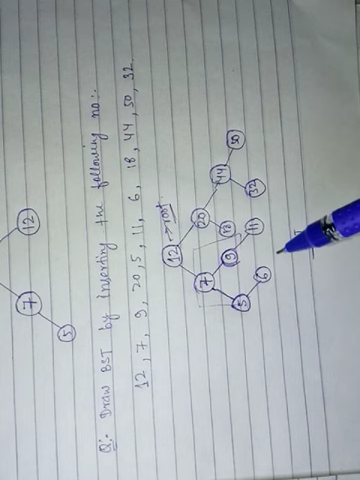 12
7
5
Q:- Draw BST by inserting the following no:-
12, 7, 9, 20, 5, 11, 6, 18, 44, 50, 32.
12 → root
7 20
5 9 18 44
6 11 32 50